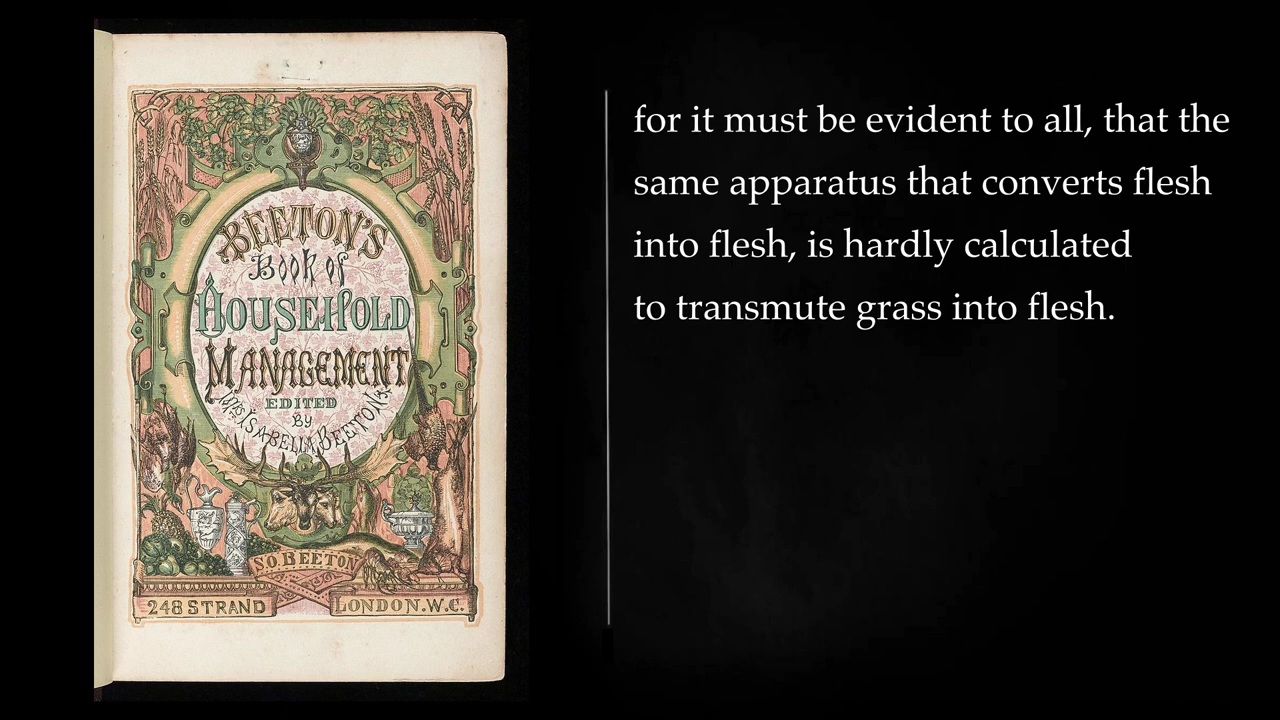 BEETON'S
Book of
HOUSEHOLD
MANAGEMENT
EDITED
BY
MRS ISABELLA BEETON
S.O. BEETON
248 STRAND LONDON. W.C.
for it must be evident to all, that the
same apparatus that converts flesh
into flesh, is hardly calculated
to transmute grass into flesh.